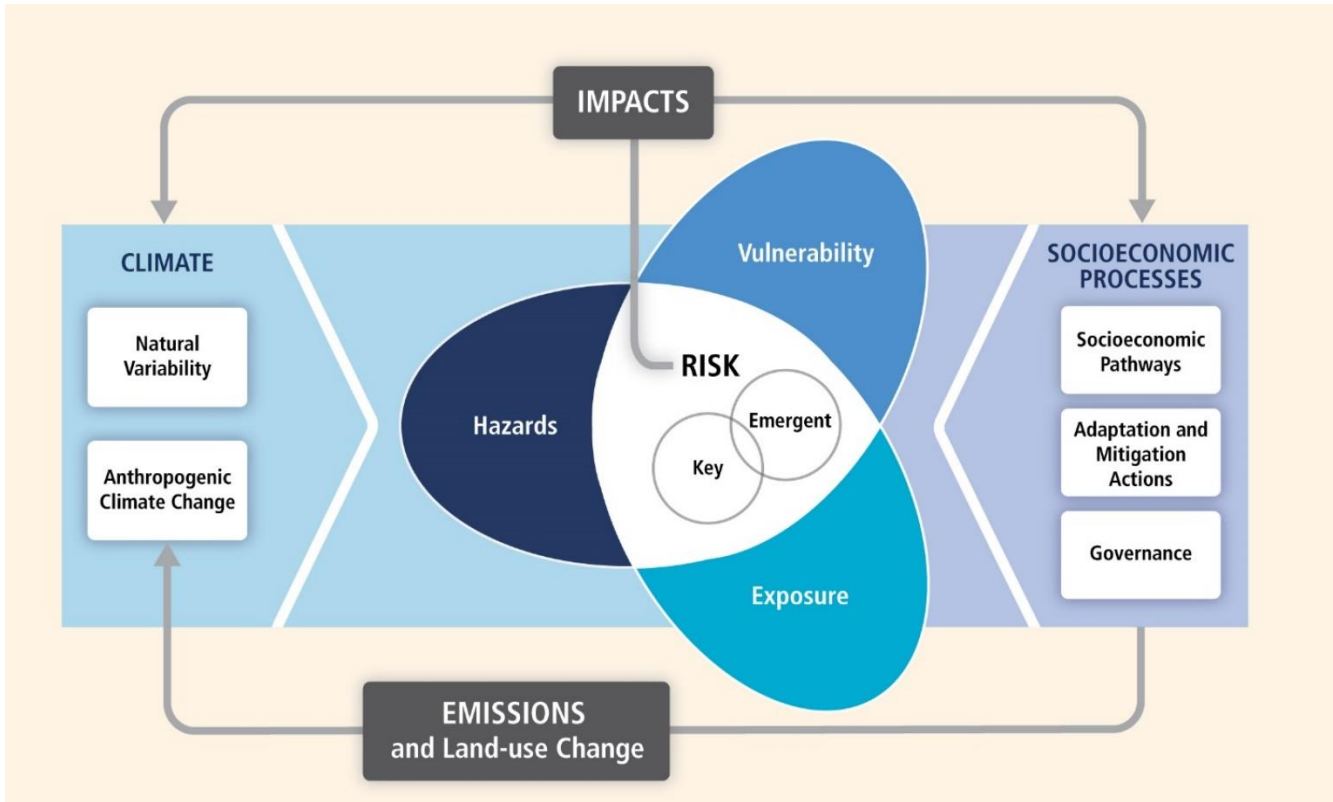 IMPACTS
CLIMATE
Natural
Variability
Anthropogenic
Climate Change
Vulnerability
Hazards
RISK
Emergent
Key
Exposure
SOCIOECONOMIC
PROCESSES
Socioeconomic
Pathways
Adaptation and
Mitigation
Actions
Governance
EMISSIONS
and Land-use Change